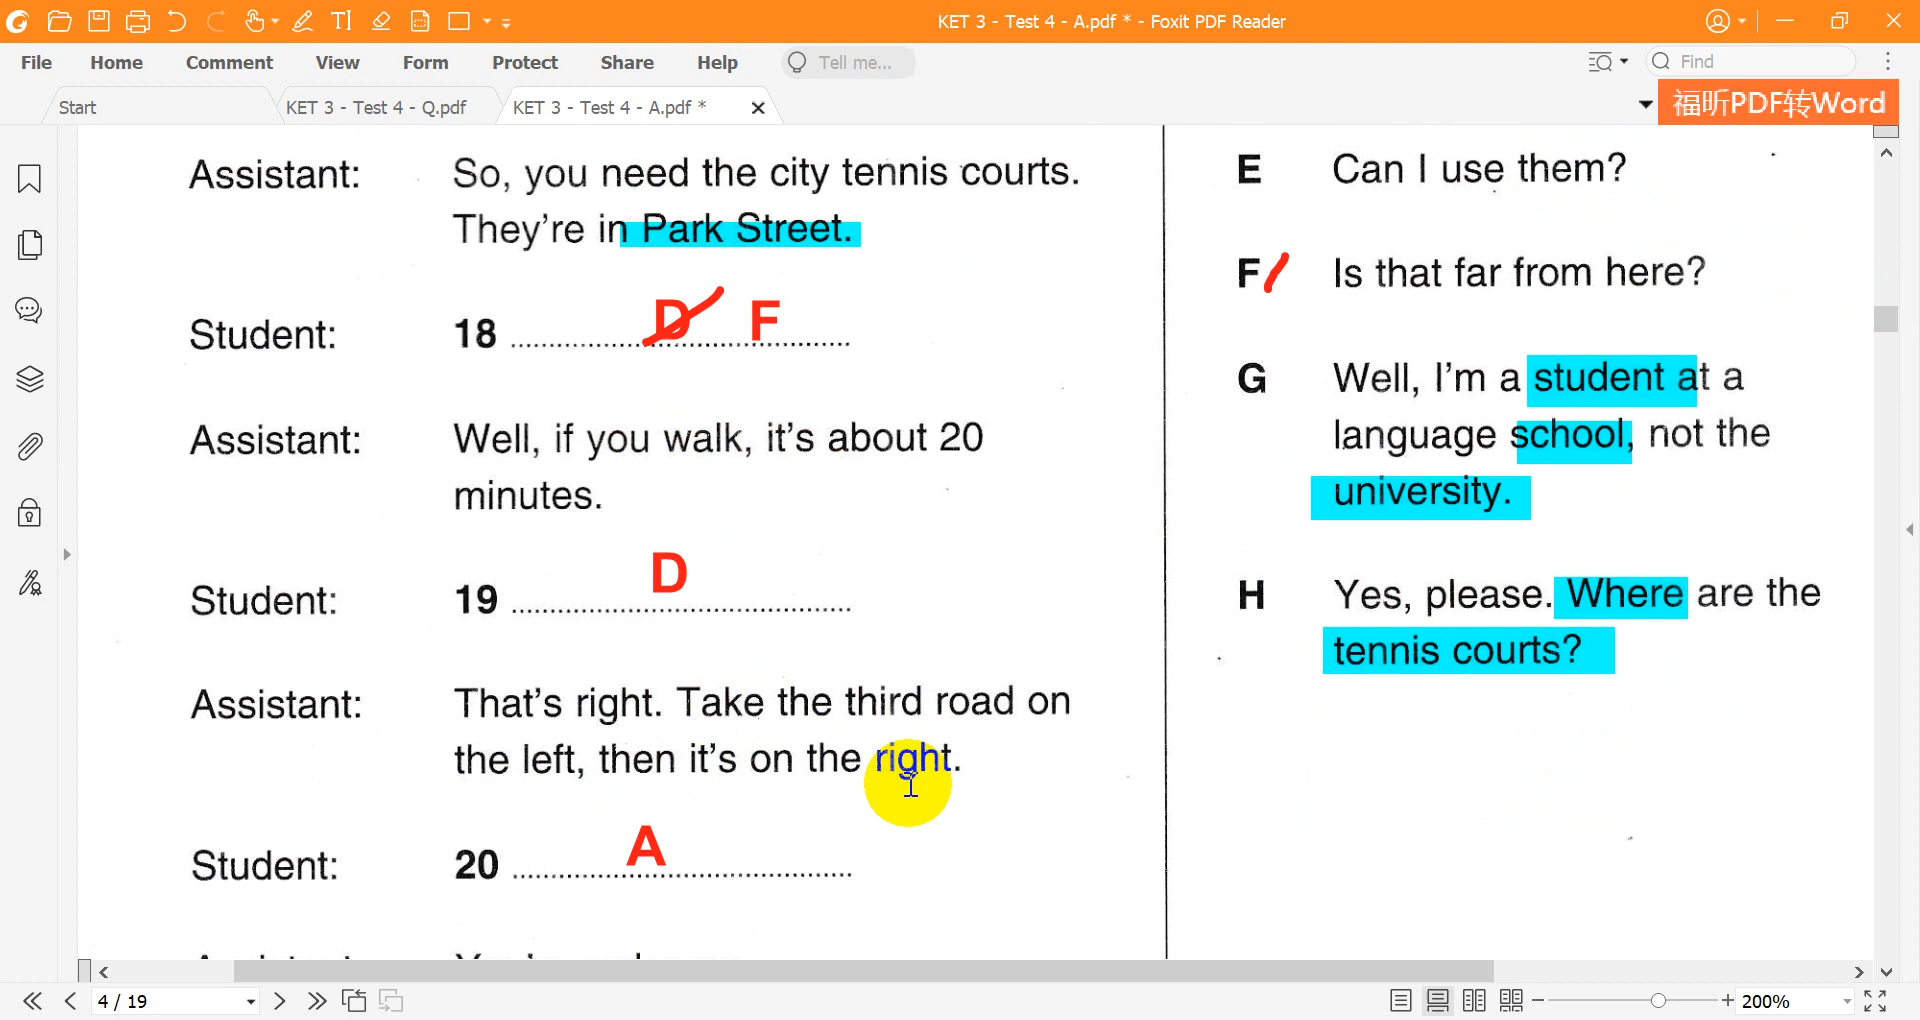 KET 3 - Test 4 - A.pdf * - Foxit PDF Reader
File Home Comment View Form Protect Share Help Tell me... Find
Start KET 3 - Test 4 - Q.pdf KET 3 - Test 4 - A.pdf * 福昕PDF转Word
Assistant: So, you need the city tennis courts.
They're in Park Street.
Student: 18 D F
Assistant: Well, if you walk, it's about 20
minutes.
Student: 19 D
Assistant: That's right. Take the third road on
the left, then it's on the right.
Student: 20 A
E Can I use them?
F Is that far from here?
G Well, I'm a student at a
language school, not the
university.
H Yes, please. Where are the
tennis courts?
4 / 19 200%